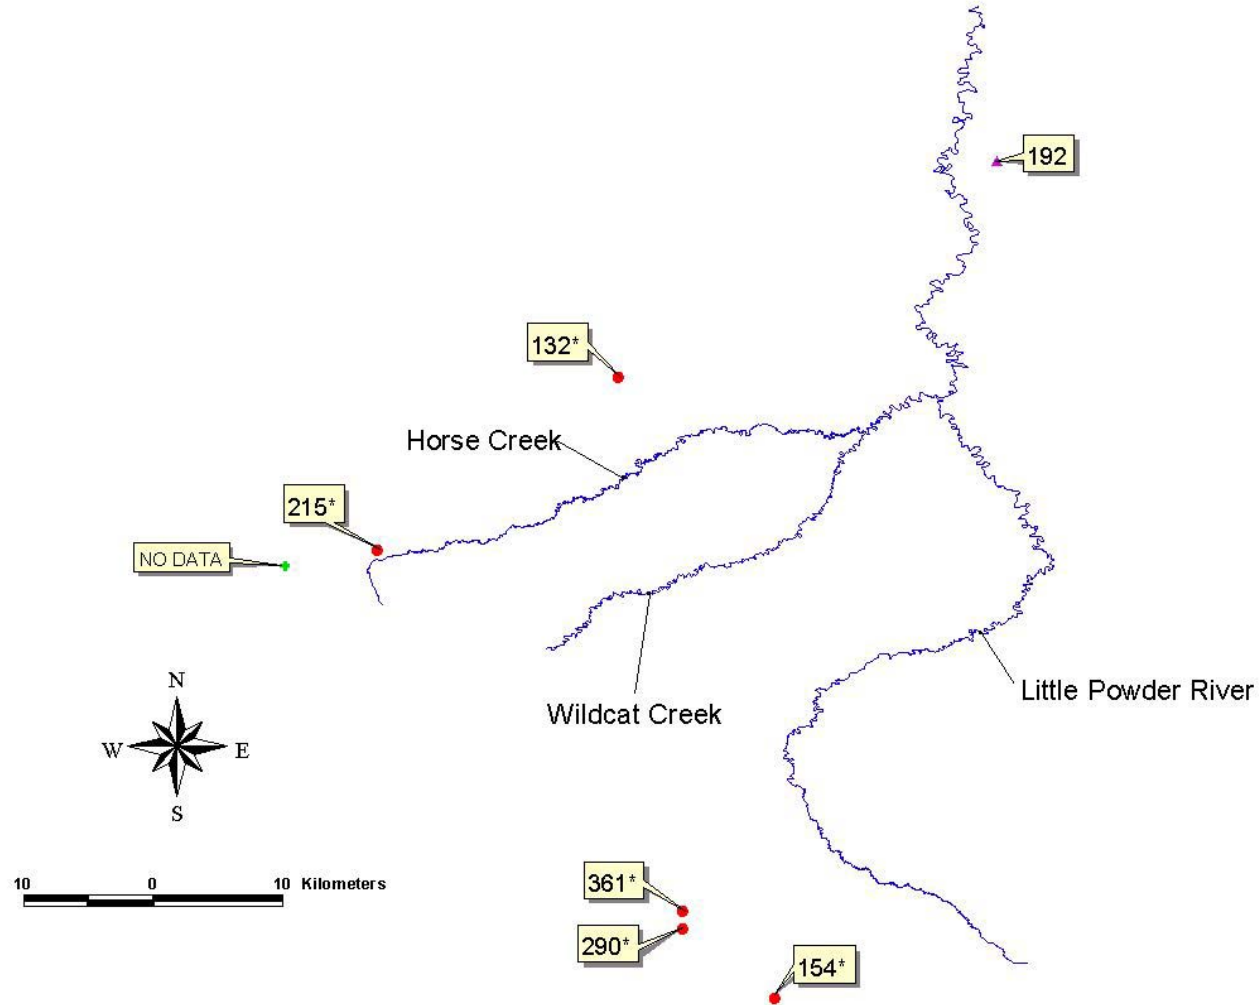 192
132*
Horse Creek
215*
NO DATA
Little Powder River
Wildcat Creek
N
W E
S
10 0 10 Kilometers
361*
290*
154*